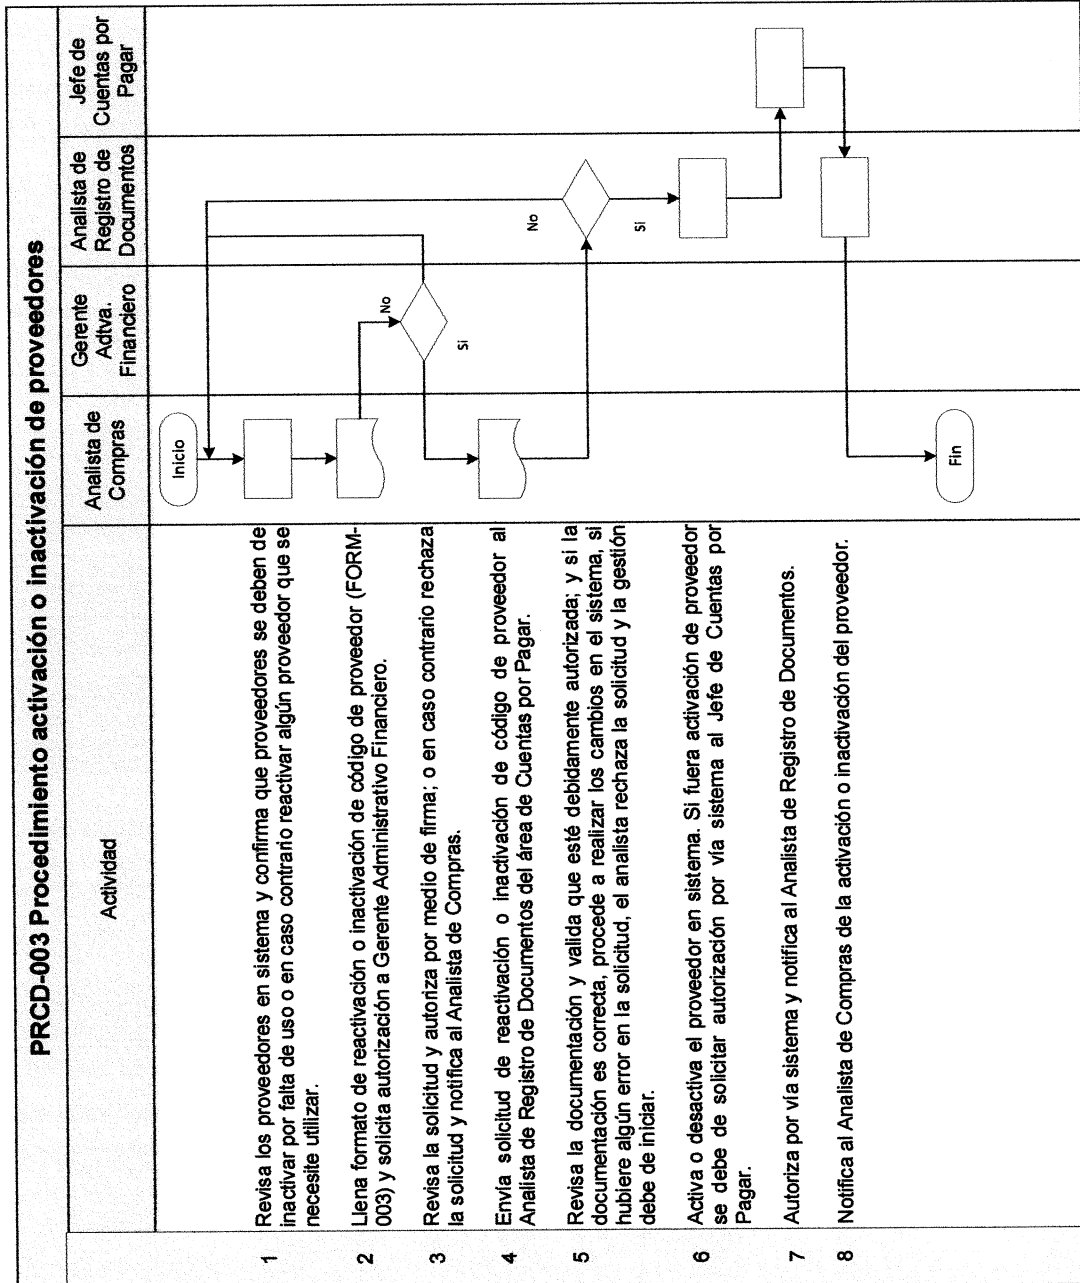 PRCD-003 Procedimiento activación o inactivación de proveedores
Actividad
Analista de
Compras
Gerente
Adtva.
Financiero
Analista de
Registro de
Documentos
Jefe de
Cuentas por
Pagar
Inicio
1
Revisa los proveedores en sistema y confirma que proveedores se deben de
inactivar por falta de uso o en caso contrario reactivar algún proveedor que se
necesite utilizar.
2
Llena formato de reactivación o inactivación de código de proveedor (FORM-
003) y solicita autorización a Gerente Administrativo Financiero.
No
3
Revisa la solicitud y autoriza por medio de firma; o en caso contrario rechaza
la solicitud y notifica al Analista de Compras.
Si
4
Envía solicitud de reactivación o inactivación de código de proveedor al
Analista de Registro de Documentos del área de Cuentas por Pagar.
No
5
Revisa la documentación y valida que esté debidamente autorizada; y si la
documentación es correcta, procede a realizar los cambios en el sistema, si
hubiere algún error en la solicitud, el analista rechaza la solicitud y la gestión
debe de iniciar.
Si
6
Activa o desactiva el proveedor en sistema. Si fuera activación de proveedor
se debe de solicitar autorización por vía sistema al Jefe de Cuentas por
Pagar.
7
Autoriza por vía sistema y notifica al Analista de Registro de Documentos.
8
Notifica al Analista de Compras de la activación o inactivación del proveedor.
Fin